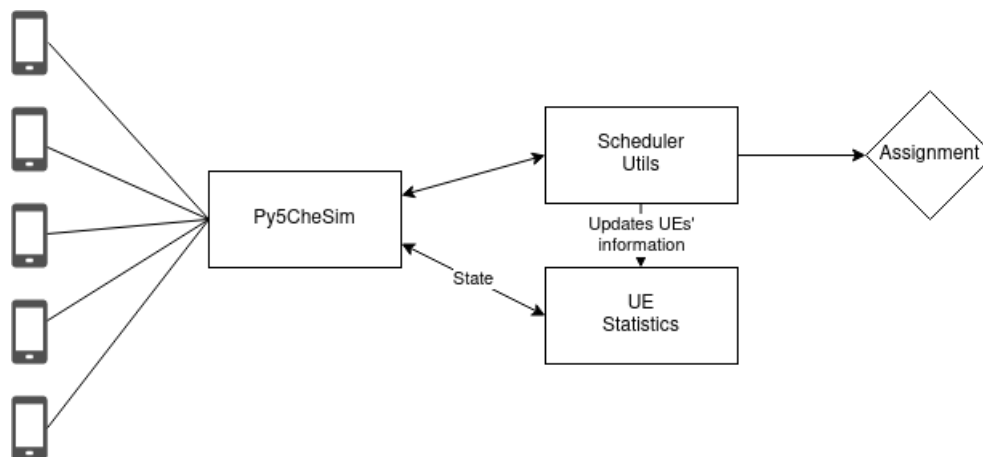 Py5CheSim
Scheduler
Utils
Assignment
Updates UEs'
information
State
UE
Statistics